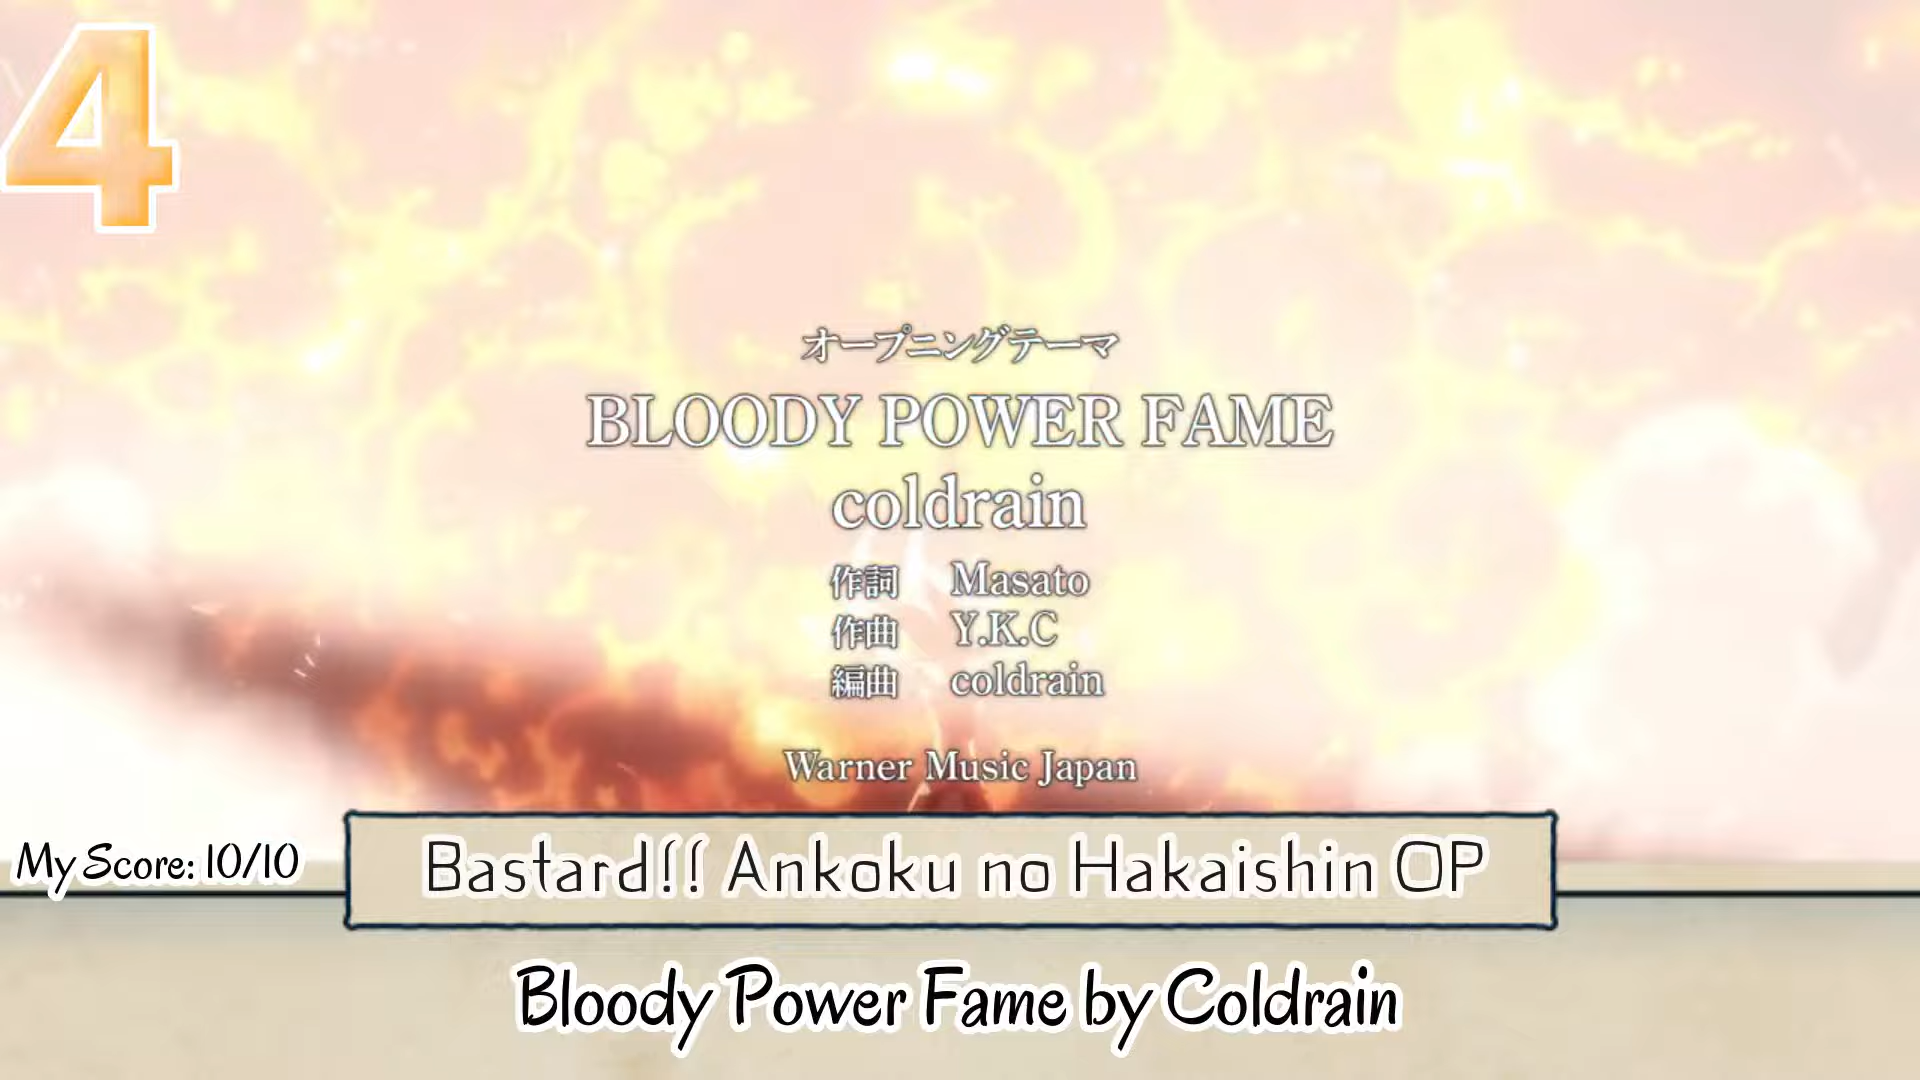 4
オープニングテーマ
BLOODY POWER FAME
coldrain
作詞 Masato
作曲 Y.K.C
編曲 coldrain
Warner Music Japan
My Score: 10/10
Bastard!! Ankoku no Hakaishin OP
Bloody Power Fame by Coldrain